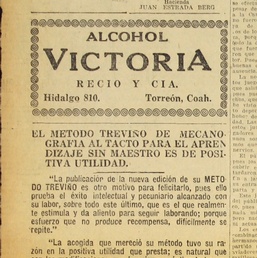 Hacienda
JUAN ESTRADA BERG
ALCOHOL
VICTORIA
RECIO Y CIA.
Hidalgo 810. Torreón, Coah.
EL METODO TREVIÑO DE MECANO-
GRAFIA AL TACTO PARA EL APREN
DIZAJE SIN MAESTRO ES DE POSI-
TIVA UTILIDAD.
"La publicación de la nueva edición de su METO
DO TREVIÑO es otro motivo para felicitarlo, pues ello
prueba el éxito intelectual y pecuniario alcanzado con
su labor, sobre todo este último, que es el que realmen-
te estimula y da aliento para seguir laborando; porque
esfuerzo que no produce recompensa, difícilmente se
repite."
"La acogida que mereció su método tuvo su ra-
zón en la positiva utilidad que presta; es natural que